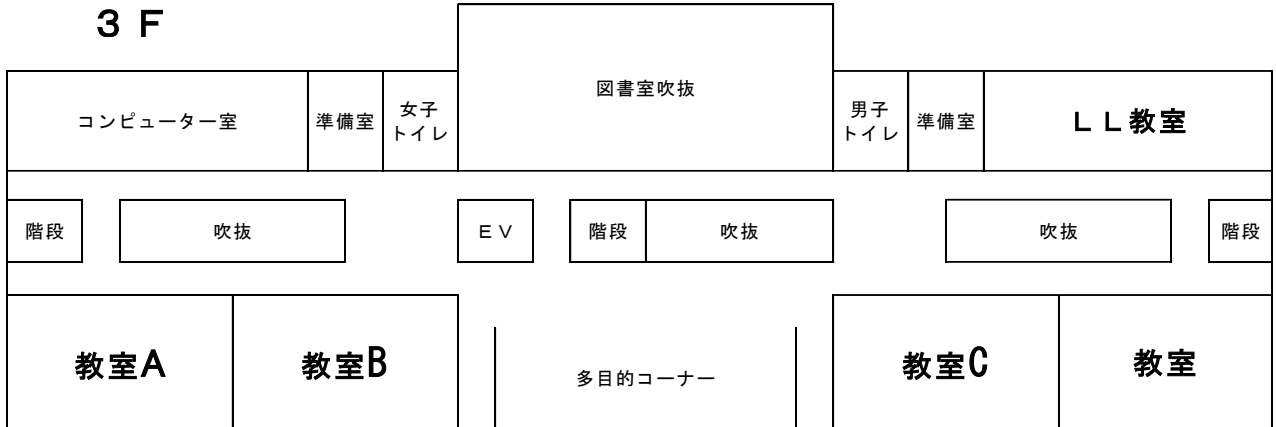 ３ Ｆ
図書室吹抜
コンピューター室
準備室
女子
トイレ
男子
トイレ
準備室
ＬＬ教室
階段
吹抜
ＥＶ
階段
吹抜
吹抜
階段
教室A
教室B
多目的コーナー
教室C
教室